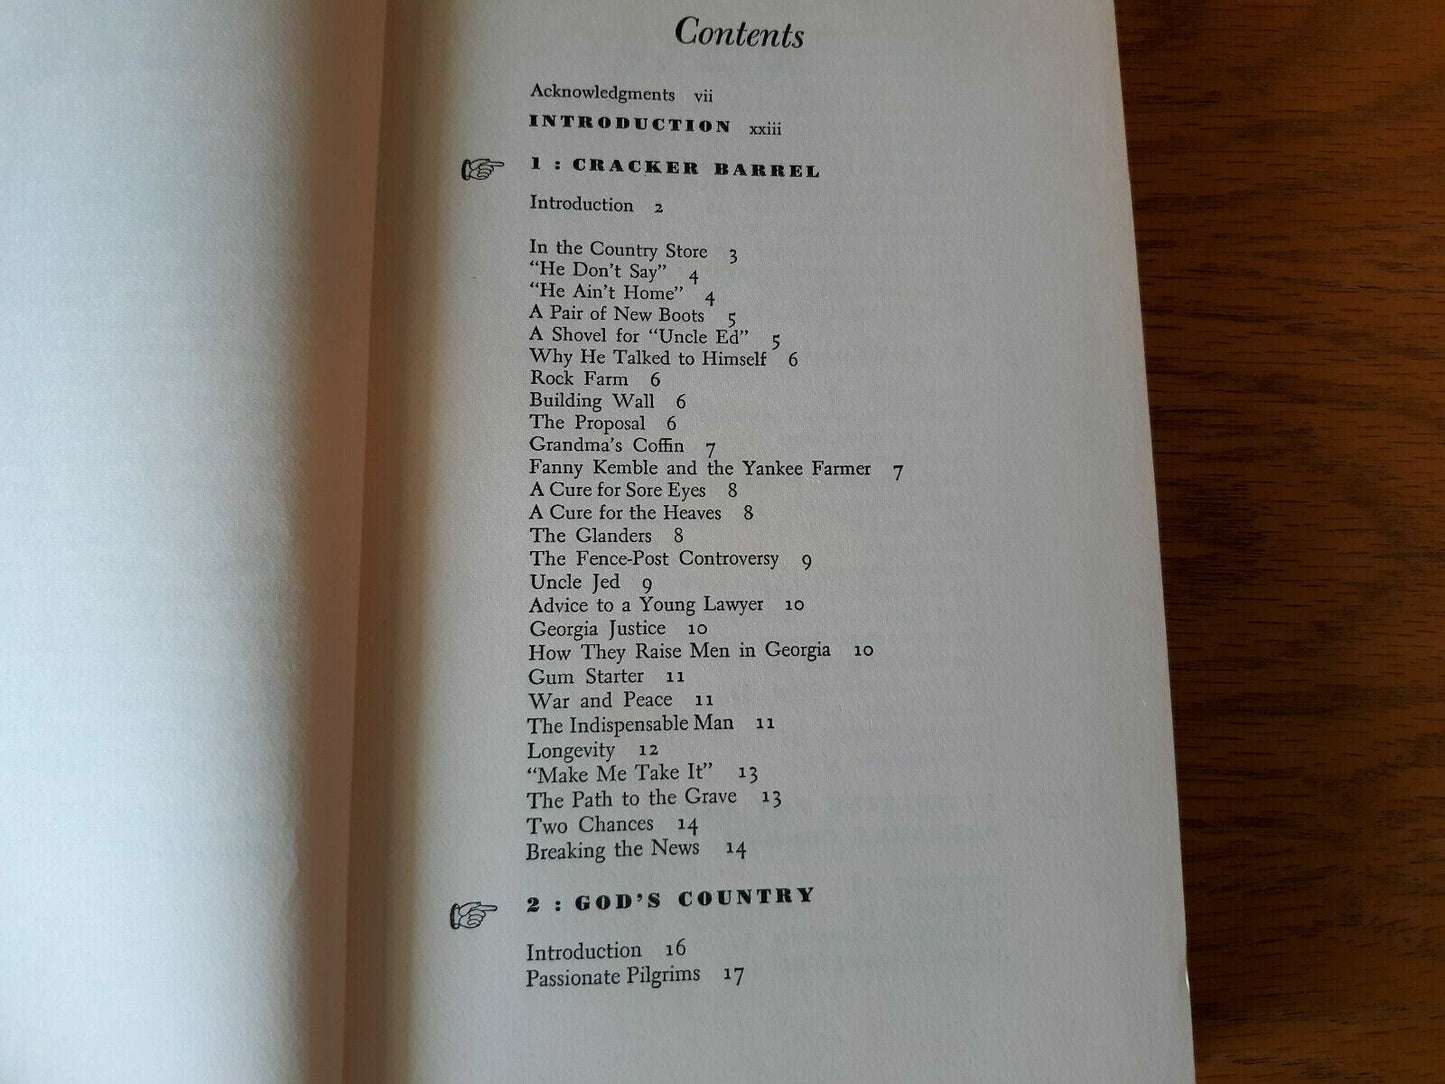 Contents
Acknowledgments vii
INTRODUCTION xxiii
1 : CRACKER BARREL
Introduction 2
In the Country Store 3
“He Don't Say” 4
“He Ain't Home” 4
A Pair of New Boots 5
A Shovel for “Uncle Ed” 5
Why He Talked to Himself 6
Rock Farm 6
Building Wall 6
The Proposal 6
Grandma's Coffin 7
Fanny Kemble and the Yankee Farmer 7
A Cure for Sore Eyes 8
A Cure for the Heaves 8
The Glanders 8
The Fence-Post Controversy 9
Uncle Jed 9
Advice to a Young Lawyer 10
Georgia Justice 10
How They Raise Men in Georgia 10
Gum Starter 11
War and Peace 11
The Indispensable Man 11
Longevity 12
“Make Me Take It” 13
The Path to the Grave 13
Two Chances 14
Breaking the News 14
2 : GOD'S COUNTRY
Introduction 16
Passionate Pilgrims 17